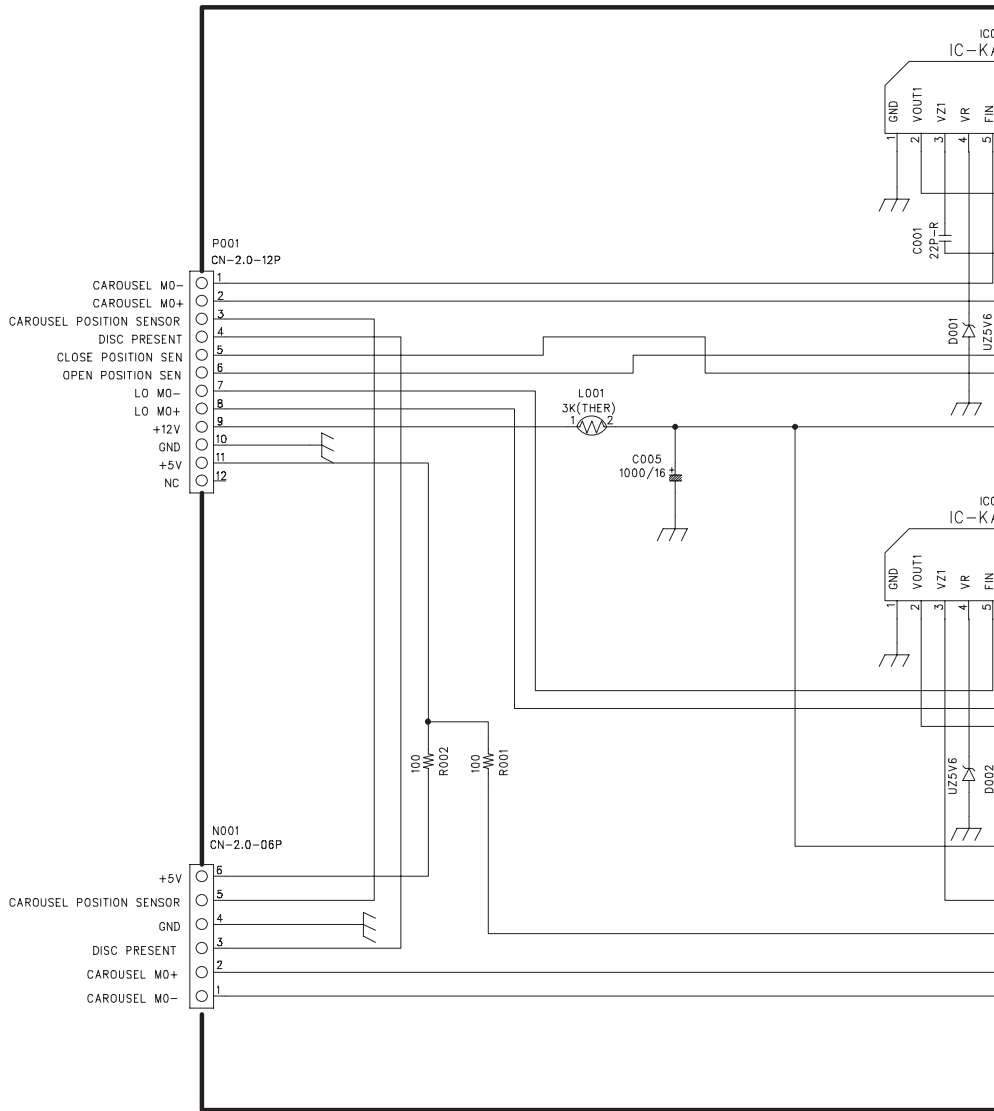 IC0
IC-KA
GND
VOUT1
VZ1
VR
FIN
1
2
3
4
5
C001
22P-R
D001
UZ5V6
P001
CN-2.0-12P
CAROUSEL MO- 1
CAROUSEL MO+ 2
CAROUSEL POSITION SENSOR 3
DISC PRESENT 4
CLOSE POSITION SEN 5
OPEN POSITION SEN 6
LO MO- 7
LO MO+ 8
+12V 9
GND 10
+5V 11
NC 12
L001
3K(THER)
1 2
C005
1000/16 +
IC0
IC-KA
GND
VOUT1
VZ1
VR
FIN
1
2
3
4
5
UZ5V6
D002
100
R002
100
R001
N001
CN-2.0-06P
+5V 6
CAROUSEL POSITION SENSOR 5
GND 4
DISC PRESENT 3
CAROUSEL MO+ 2
CAROUSEL MO- 1